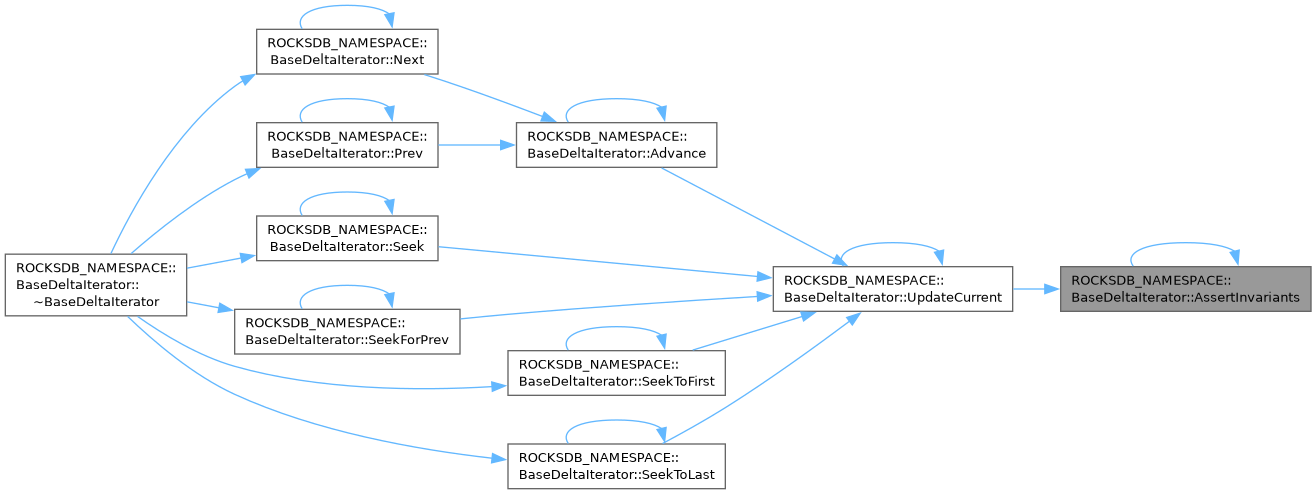 ROCKSDB_NAMESPACE::
BaseDeltaIterator::Next
ROCKSDB_NAMESPACE::
BaseDeltaIterator::Prev
ROCKSDB_NAMESPACE::
BaseDeltaIterator::Advance
ROCKSDB_NAMESPACE::
BaseDeltaIterator::Seek
ROCKSDB_NAMESPACE::
BaseDeltaIterator::
~BaseDeltaIterator
ROCKSDB_NAMESPACE::
BaseDeltaIterator::UpdateCurrent
ROCKSDB_NAMESPACE::
BaseDeltaIterator::AssertInvariants
ROCKSDB_NAMESPACE::
BaseDeltaIterator::SeekForPrev
ROCKSDB_NAMESPACE::
BaseDeltaIterator::SeekToFirst
ROCKSDB_NAMESPACE::
BaseDeltaIterator::SeekToLast